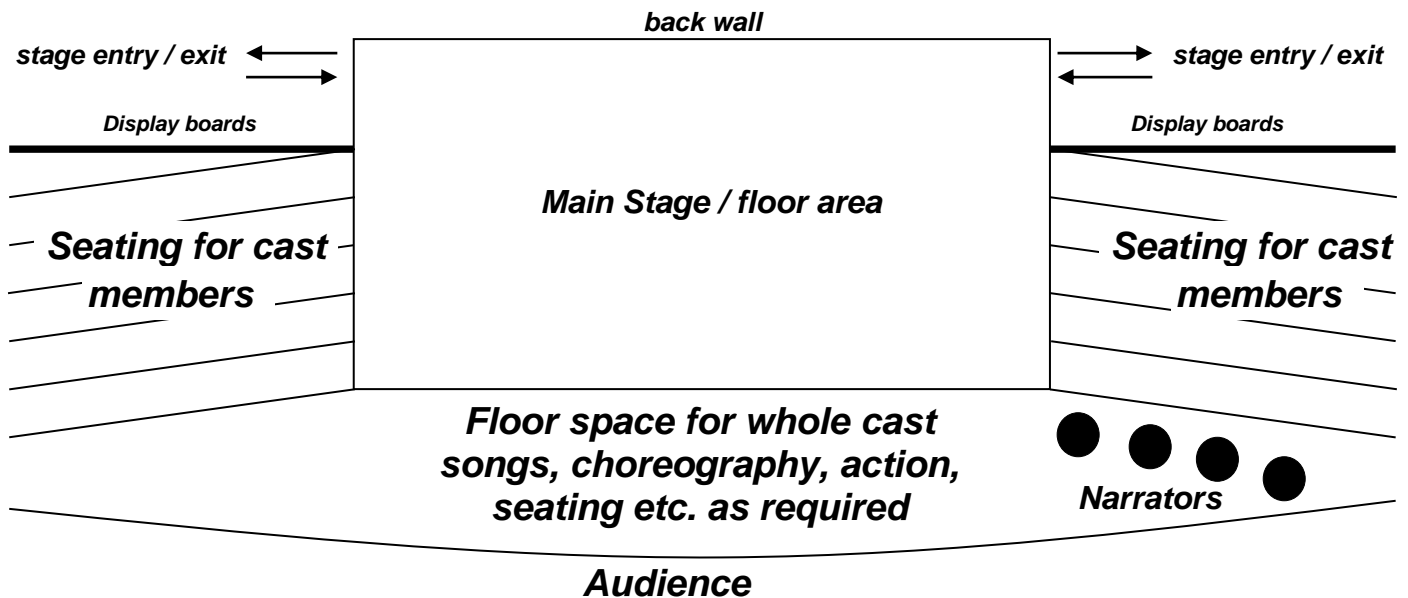 back wall
stage entry / exit
stage entry / exit
Display boards
Display boards
Main Stage / floor area
Seating for cast
members
Seating for cast
members
Floor space for whole cast
songs, choreography, action,
seating etc. as required
Narrators
Audience